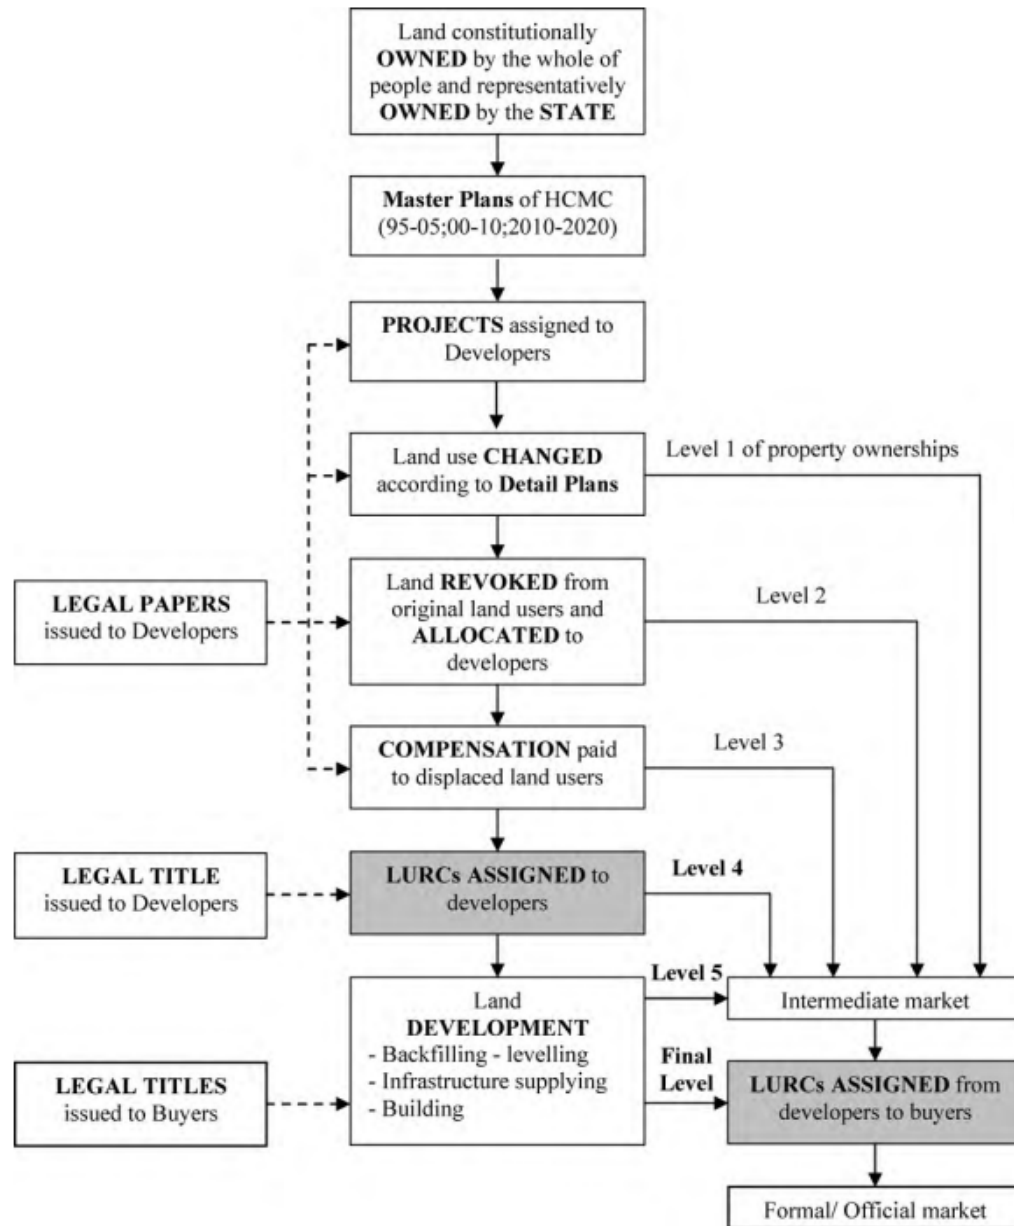 Land constitutionally
OWNED by the whole of
people and representatively
OWNED by the STATE
Master Plans of HCMC
(95-05;00-10;2010-2020)
PROJECTS assigned to
Developers
Land use CHANGED
according to Detail Plans
Level 1 of property ownerships
LEGAL PAPERS
issued to Developers
Land REVOKED from
original land users and
ALLOCATED to
developers
Level 2
COMPENSATION paid
to displaced land users
Level 3
LEGAL TITLE
issued to Developers
LURCs ASSIGNED to
developers
Level 4
Land
DEVELOPMENT
- Backfilling - levelling
- Infrastructure supplying
- Building
Level 5
Intermediate market
LEGAL TITLES
issued to Buyers
Final
Level
LURCs ASSIGNED from
developers to buyers
Formal/ Official market